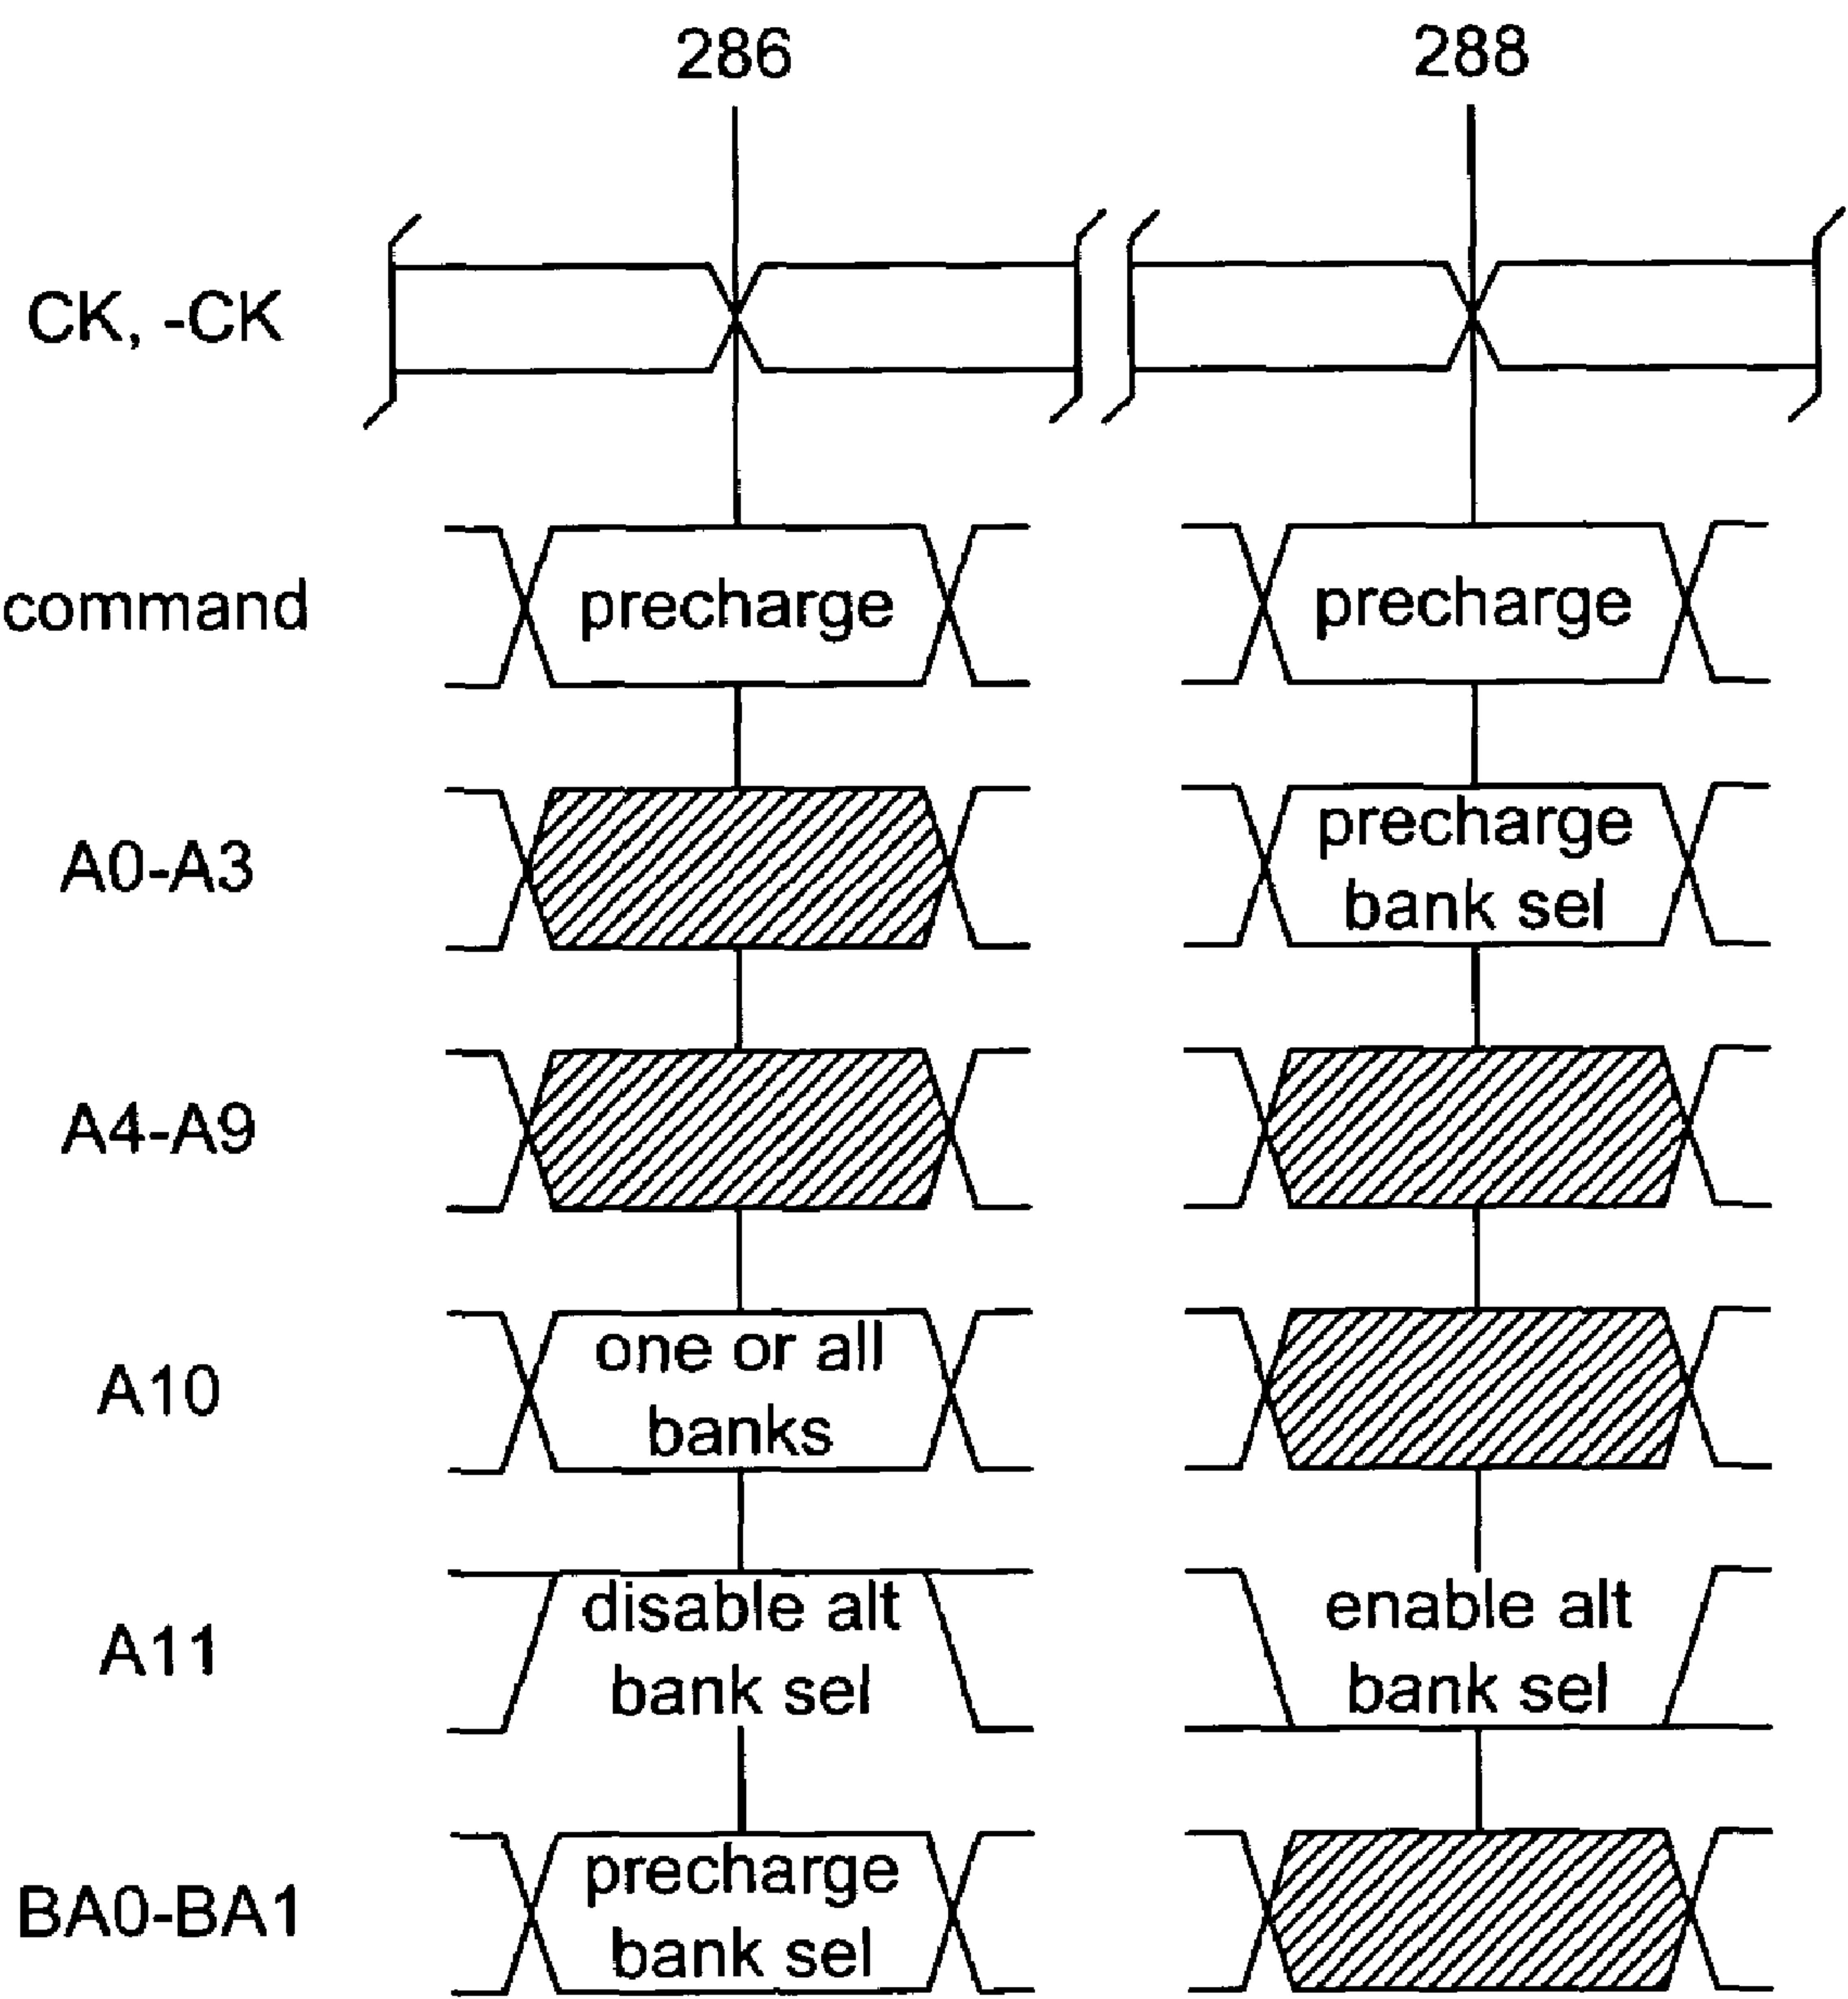 286 288
CK, -CK
command precharge precharge
A0-A3 precharge
bank sel
A4-A9
A10 one or all
banks
A11 disable alt
bank sel
enable alt
bank sel
BA0-BA1 precharge
bank sel